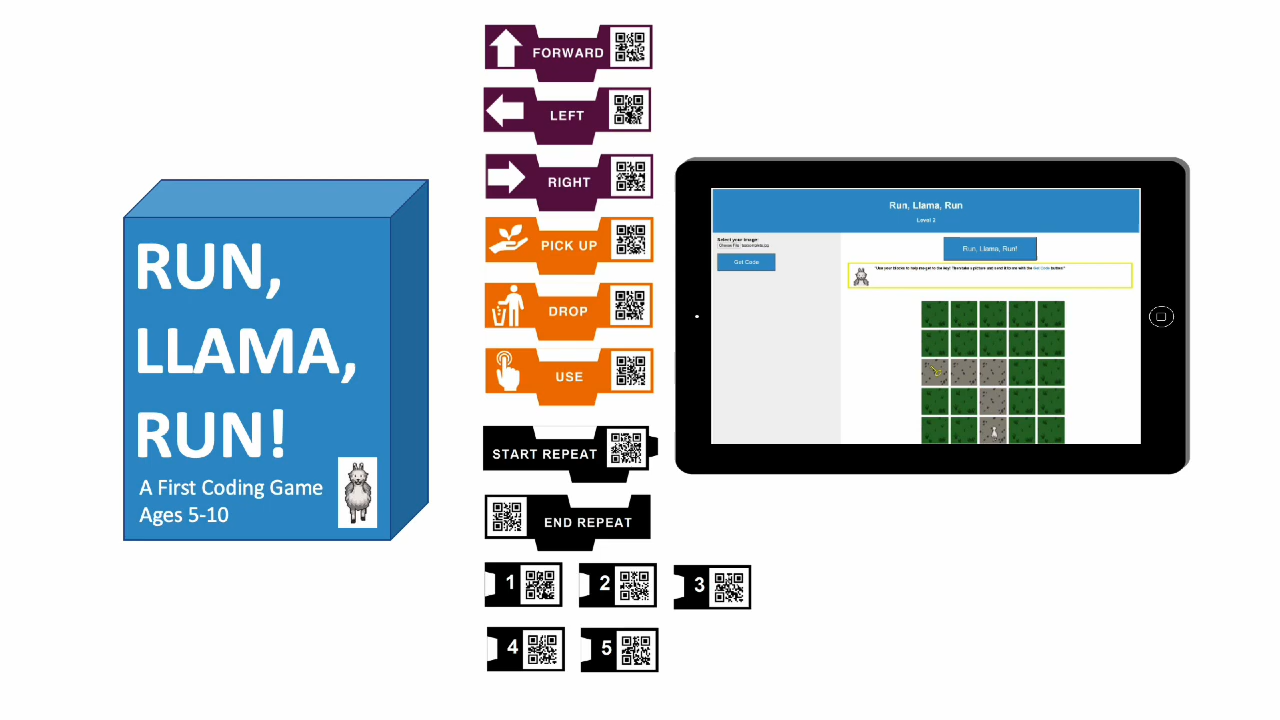 RUN,
LLAMA,
RUN!
A First Coding Game
Ages 5-10
FORWARD
LEFT
RIGHT
PICK UP
DROP
USE
START REPEAT
END REPEAT
1
2
3
4
5
Run, Llama, Run
Level 2
Select your image:
Get Code
Run, Llama, Run!